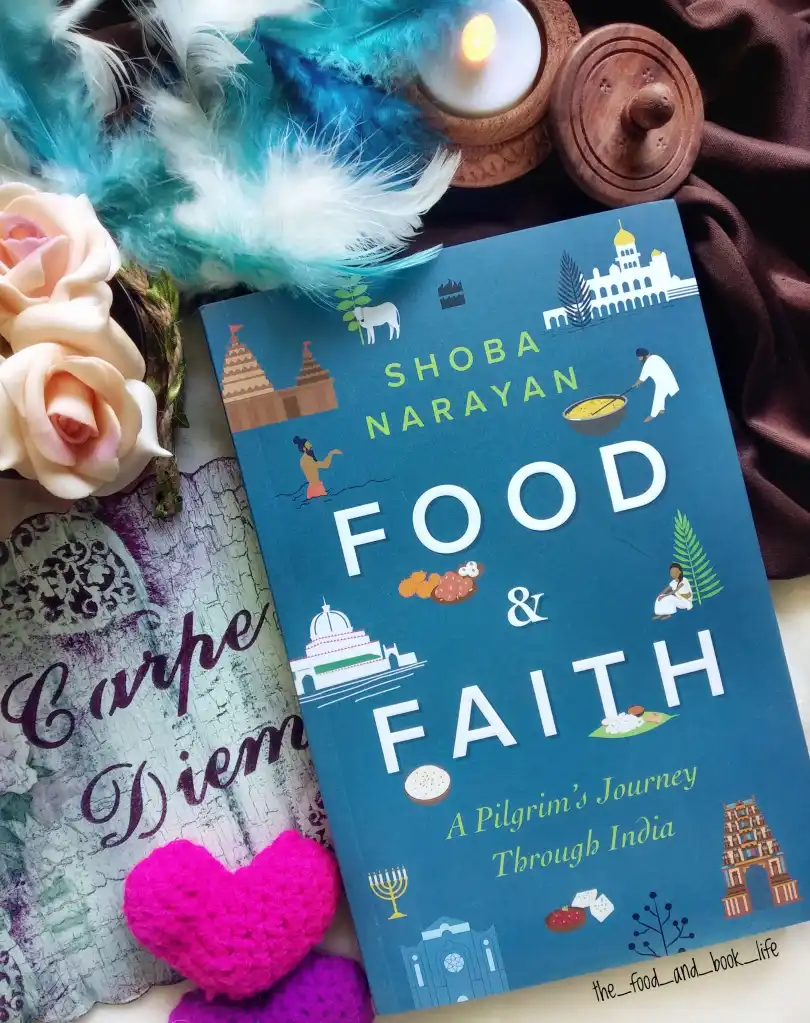 SHOBA
NARAYAN
FOOD
&
FAITH
A Pilgrim's Journey
Through India
Carpe
Diem
the_food_and_book_life